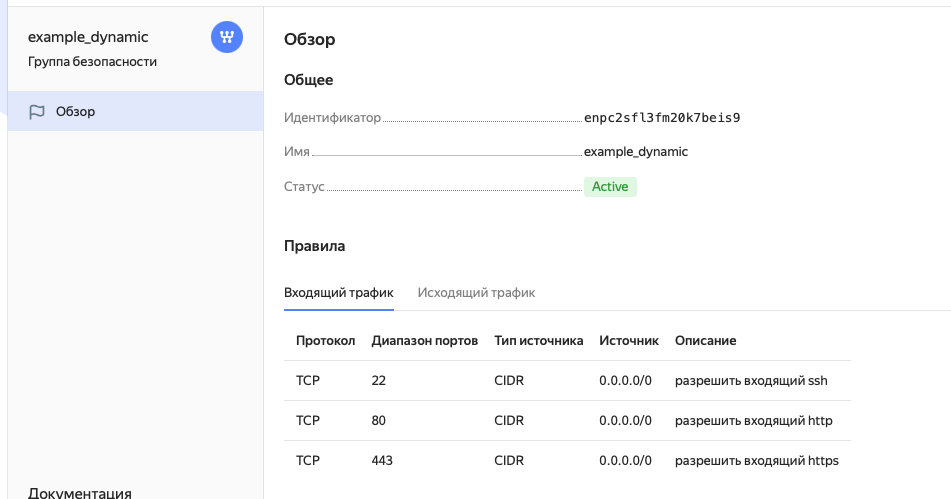 example_dynamic
Группа безопасности
Обзор
Документация
Обзор
Общее
Идентификатор enpc2sfl3fm20k7beis9
Имя example_dynamic
Статус Active
Правила
Входящий трафик Исходящий трафик
Протокол Диапазон портов Тип источника Источник Описание
TCP 22 CIDR 0.0.0.0/0 разрешить входящий ssh
TCP 80 CIDR 0.0.0.0/0 разрешить входящий http
TCP 443 CIDR 0.0.0.0/0 разрешить входящий https